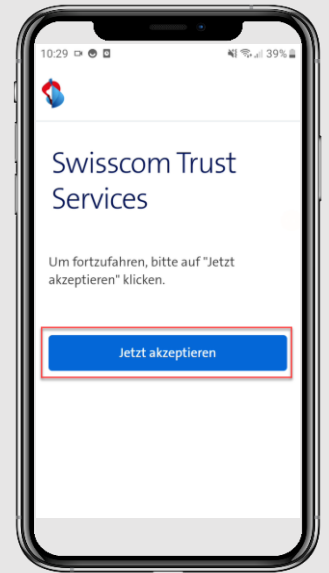 10:29 39%
Swisscom Trust
Services
Um fortzufahren, bitte auf "Jetzt
akzeptieren" klicken.
Jetzt akzeptieren